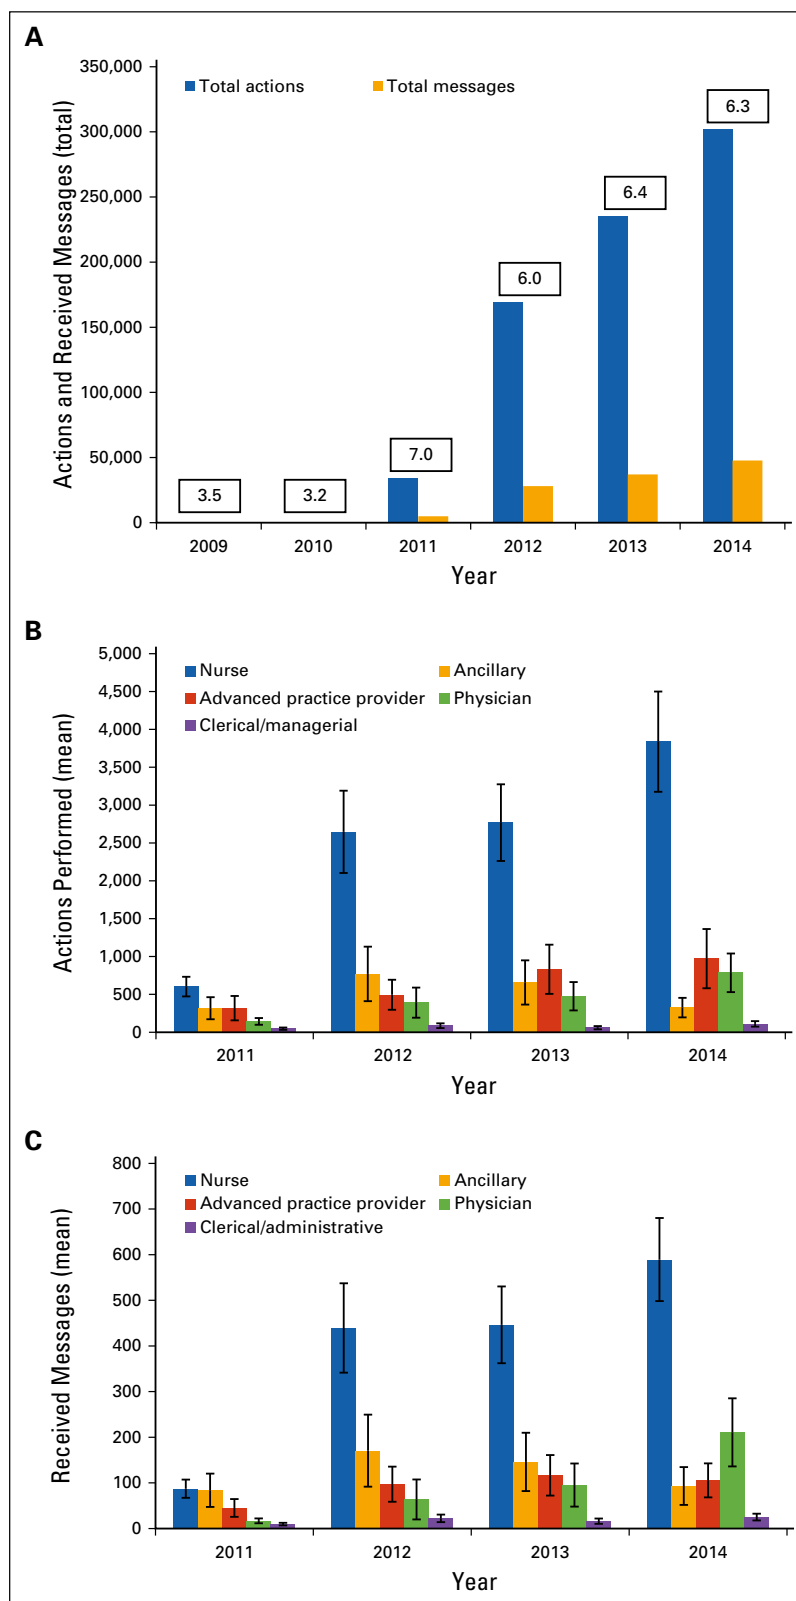 A
350,000
Total actions
Total messages
300,000
250,000
200,000
150,000
100,000
50,000
0
Actions and Received Messages (total)
3.5
3.2
7.0
6.0
6.4
6.3
2009 2010 2011 2012 2013 2014
Year
B
5,000
4,500
4,000
3,500
3,000
2,500
2,000
1,500
1,000
500
0
Actions Performed (mean)
Nurse
Ancillary
Advanced practice provider
Physician
Clerical/managerial
2011 2012 2013 2014
Year
C
800
700
600
500
400
300
200
100
0
Received Messages (mean)
Nurse
Ancillary
Advanced practice provider
Physician
Clerical/administrative
2011 2012 2013 2014
Year